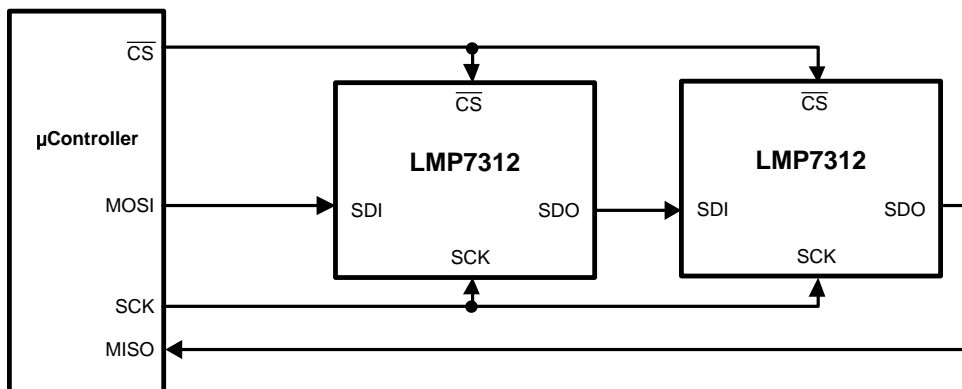 CS
CS
CS
µController
LMP7312
LMP7312
MOSI
SDI
SDO
SDI
SDO
SCK
SCK
SCK
MISO